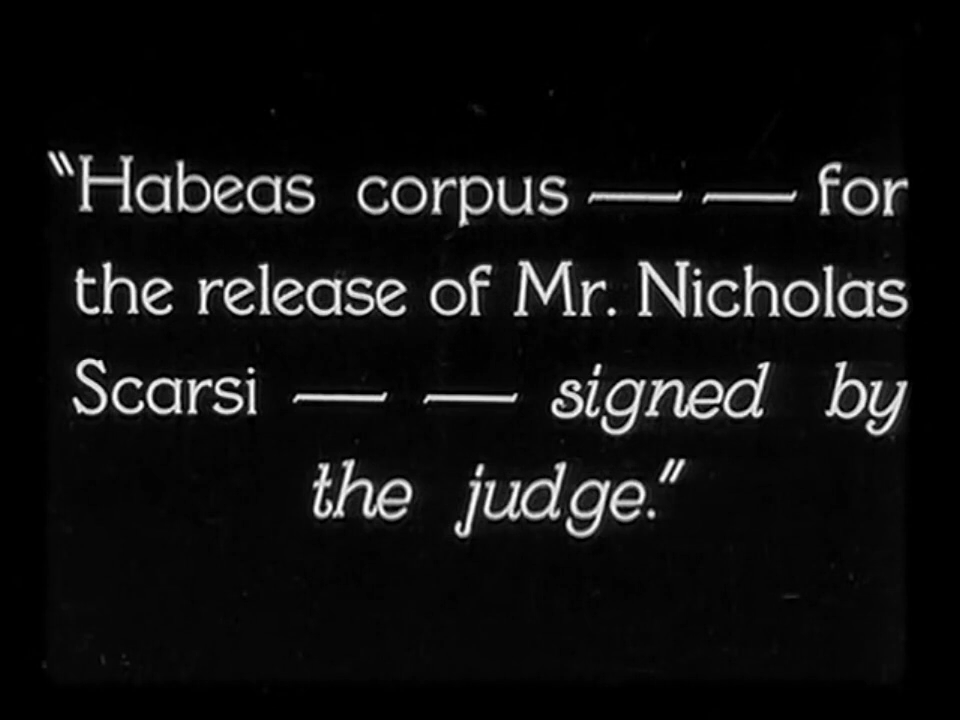 "Habeas corpus — — for
the release of Mr. Nicholas
Scarsi — — signed by
the judge."